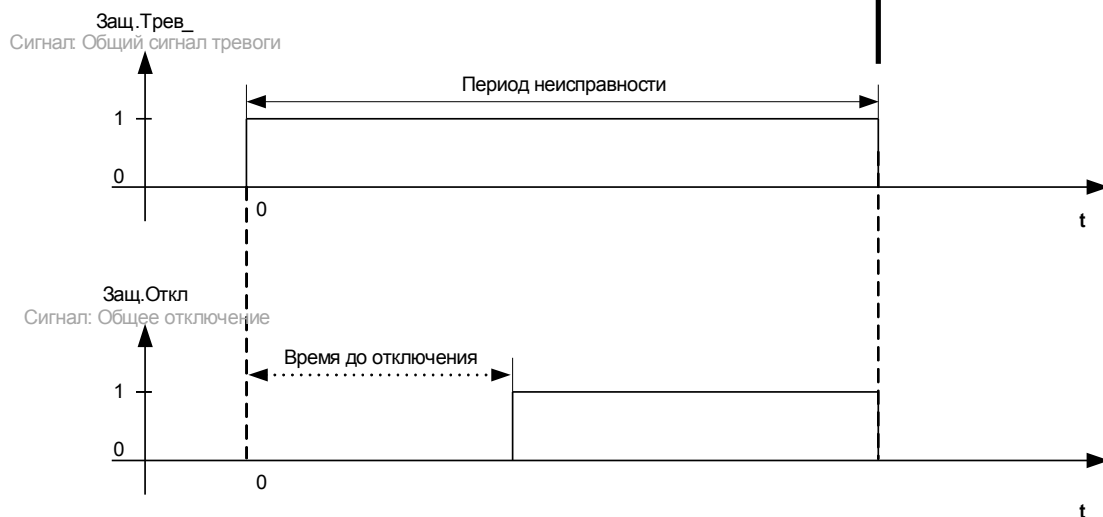 Защ.Трев_
Сигнал: Общий сигнал тревоги
Период неисправности
1
0
0
t
Защ.Откл
Сигнал: Общее отключение
Время до отключения
1
0
0
t